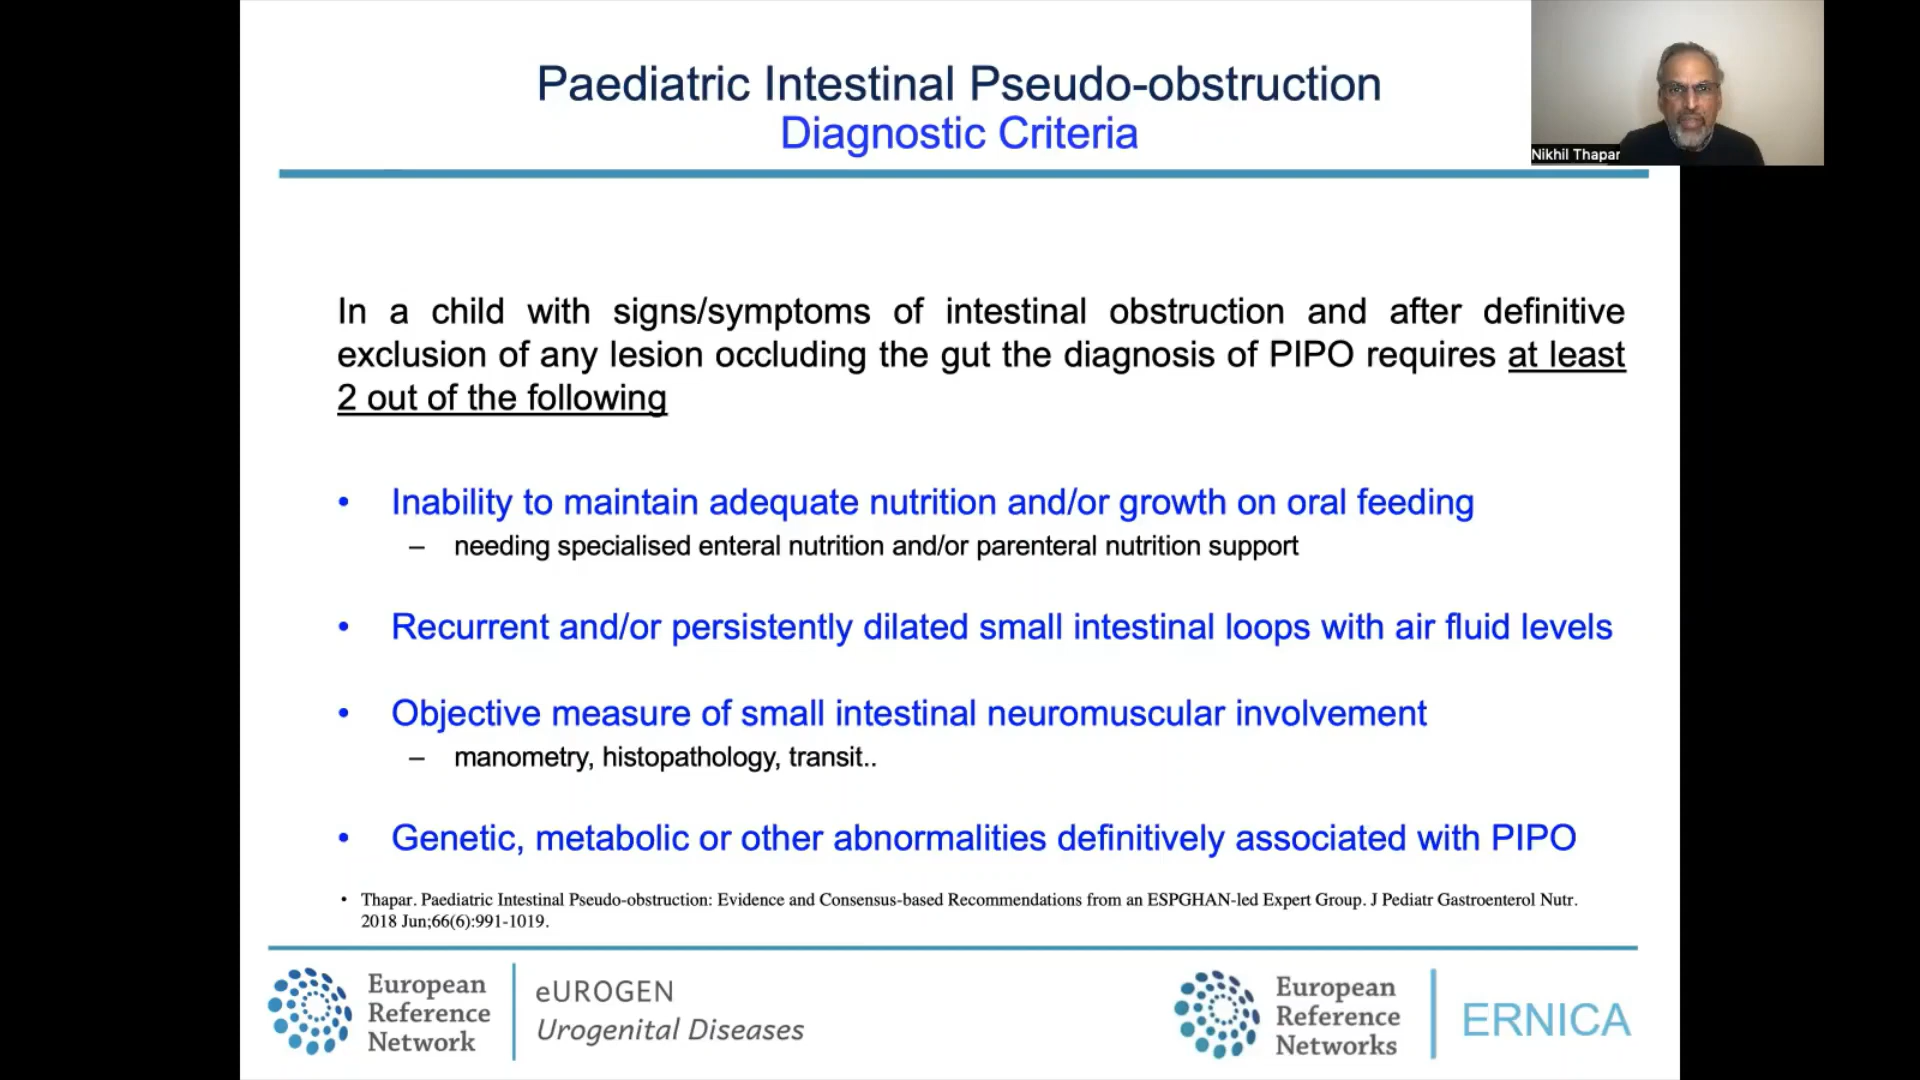 Paediatric Intestinal Pseudo-obstruction
Diagnostic Criteria
Nikhil Thapar
In a child with signs/symptoms of intestinal obstruction and after definitive
exclusion of any lesion occluding the gut the diagnosis of PIPO requires at least
2 out of the following
• Inability to maintain adequate nutrition and/or growth on oral feeding
– needing specialised enteral nutrition and/or parenteral nutrition support
• Recurrent and/or persistently dilated small intestinal loops with air fluid levels
• Objective measure of small intestinal neuromuscular involvement
– manometry, histopathology, transit..
• Genetic, metabolic or other abnormalities definitively associated with PIPO
• Thapar. Paediatric Intestinal Pseudo-obstruction: Evidence and Consensus-based Recommendations from an ESPGHAN-led Expert Group. J Pediatr Gastroenterol Nutr.
2018 Jun;66(6):991-1019.
European
Reference
Network
eUROGEN
Urogenital Diseases
European
Reference
Networks
ERNICA